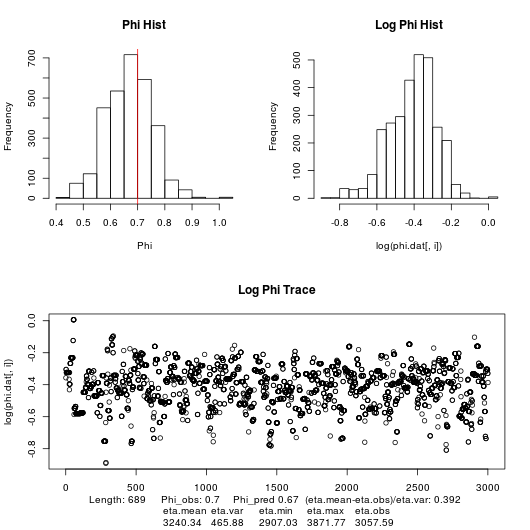 Phi Hist
Log Phi Hist
Frequency
100
300
500
700
0.4 0.5 0.6 0.7 0.8 0.9 1.0
Phi
Frequency
0
100
200
300
400
500
-0.8 -0.6 -0.4 -0.2 0.0
log(phi.dat[, i])
Log Phi Trace
log(phi.dat[, i])
0.0
-0.2
-0.4
-0.6
-0.8
0 500 1000 1500 2000 2500 3000
Length: 689 Phi_obs: 0.7 Phi_pred 0.67 (eta.mean-eta.obs)/eta.var: 0.392
eta.mean eta.var eta.min eta.max eta.obs
3240.34 465.88 2907.03 3871.77 3057.59